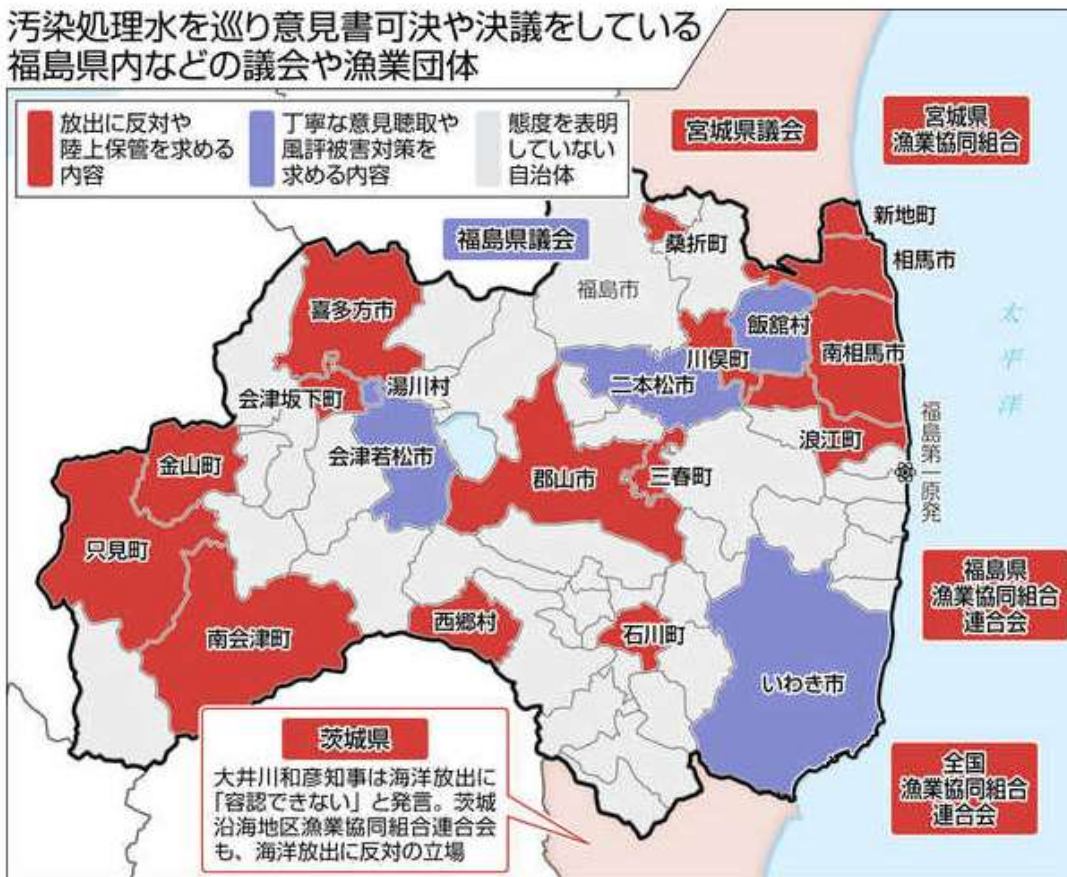 汚染処理水を巡り意見書可決や決議をしている
福島県内などの議会や漁業団体
放出に反対や
陸上保管を求める
内容
丁寧な意見聴取や
風評被害対策を
求める内容
態度を表明
していない
自治体
宮城県議会
宮城県
漁業協同組合
福島県議会
桑折町
新地町
相馬市
福島市
喜多方市
飯舘村
川俣町
南相馬市
太平洋
湯川村
二本松市
会津坂下町
浪江町
福島第一原発
会津若松市
金山町
郡山市
三春町
只見町
福島県
漁業協同組合
連合会
西郷村
石川町
南会津町
いわき市
茨城県
大井川和彦知事は海洋放出に
「容認できない」と発言。茨城
沿海地区漁業協同組合連合会
も、海洋放出に反対の立場
全国
漁業協同組合
連合会